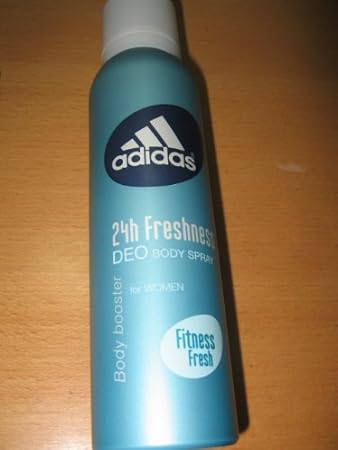 adidas®
24h Freshness
DEO BODY SPRAY
for WOMEN
Body booster
Fitness
Fresh